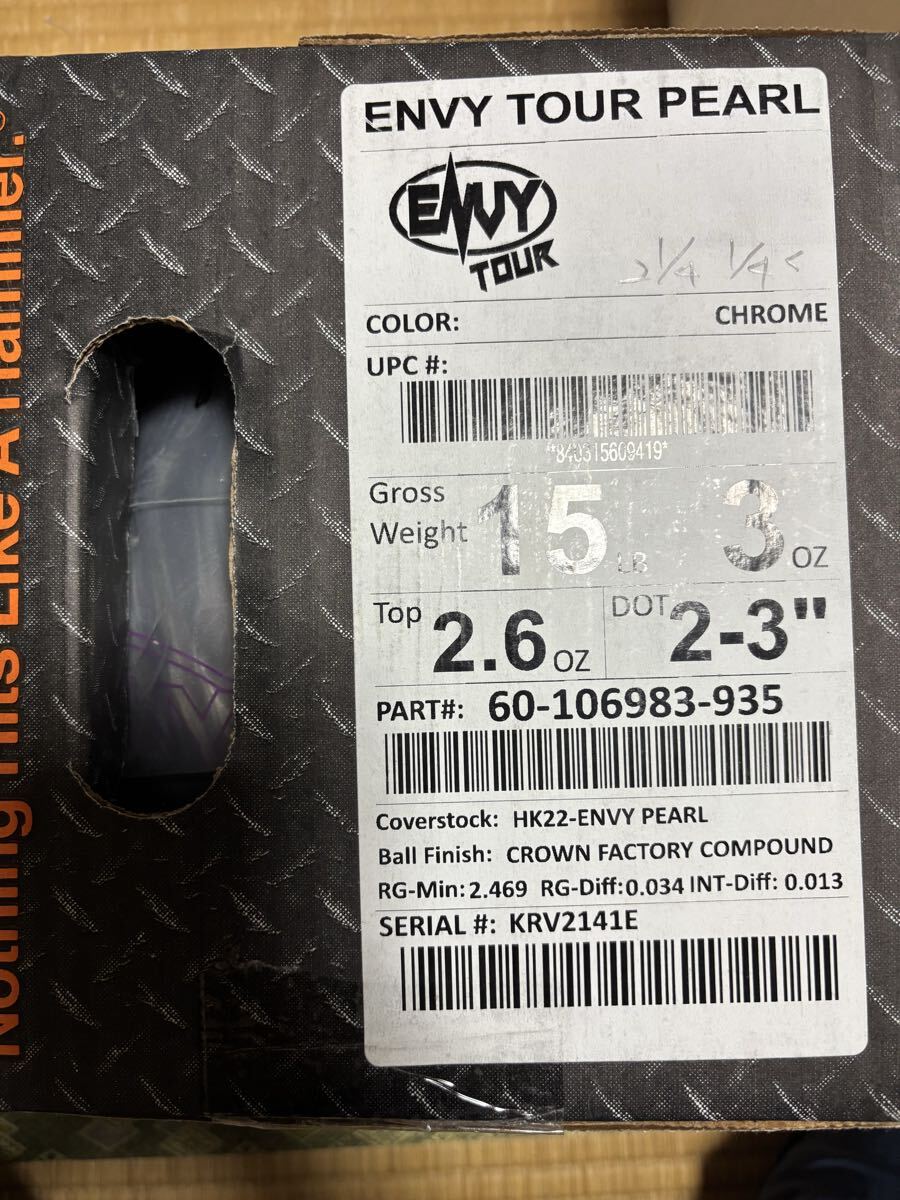 Nothing Hits Like A Hammer.®
ENVY TOUR PEARL
ENVY
TOUR
2 1/4 1/4 <
COLOR: CHROME
UPC #:
*840315609419*
Gross Weight 15 LB 3 OZ
Top 2.6 OZ DOT 2-3"
PART#: 60-106983-935
Coverstock: HK22-ENVY PEARL
Ball Finish: CROWN FACTORY COMPOUND
RG-Min: 2.469 RG-Diff: 0.034 INT-Diff: 0.013
SERIAL #: KRV2141E